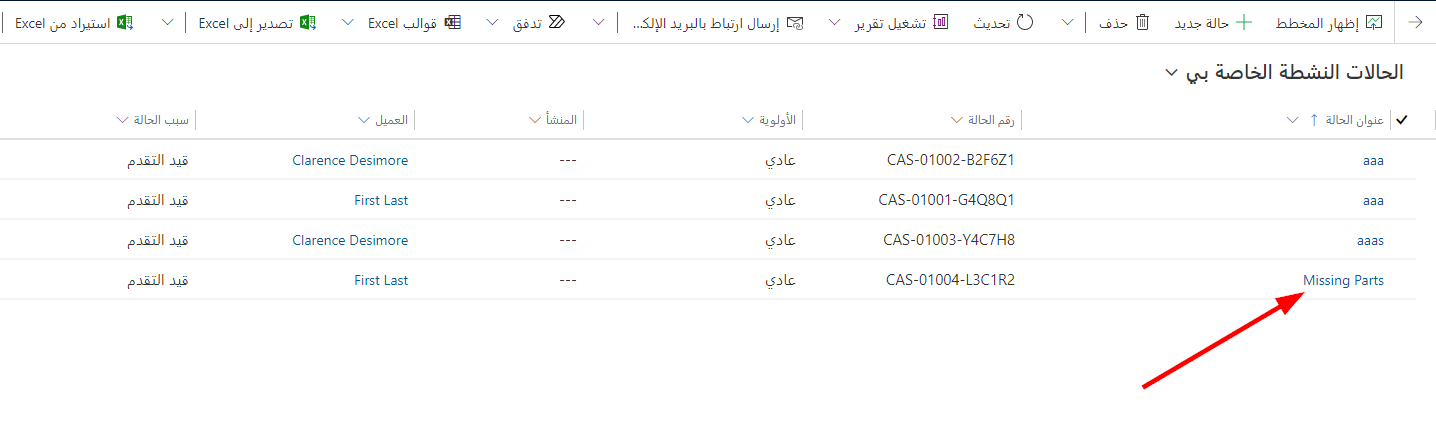 إظهار المخطط حالة جديد حذف تحديث تشغيل تقرير إرسال ارتباط بالبريد الإلك... تدفق قوالب Excel تصدير إلى Excel استيراد من Excel
الحالات النشطة الخاصة بي
عنوان الحالة رقم الحالة الأولوية المنشأ العميل سبب الحالة
aaa CAS-01002-B2F6Z1 عادي --- Clarence Desimore قيد التقدم
aaa CAS-01001-G4Q8Q1 عادي --- First Last قيد التقدم
aaas CAS-01003-Y4C7H8 عادي --- Clarence Desimore قيد التقدم
Missing Parts CAS-01004-L3C1R2 عادي --- First Last قيد التقدم